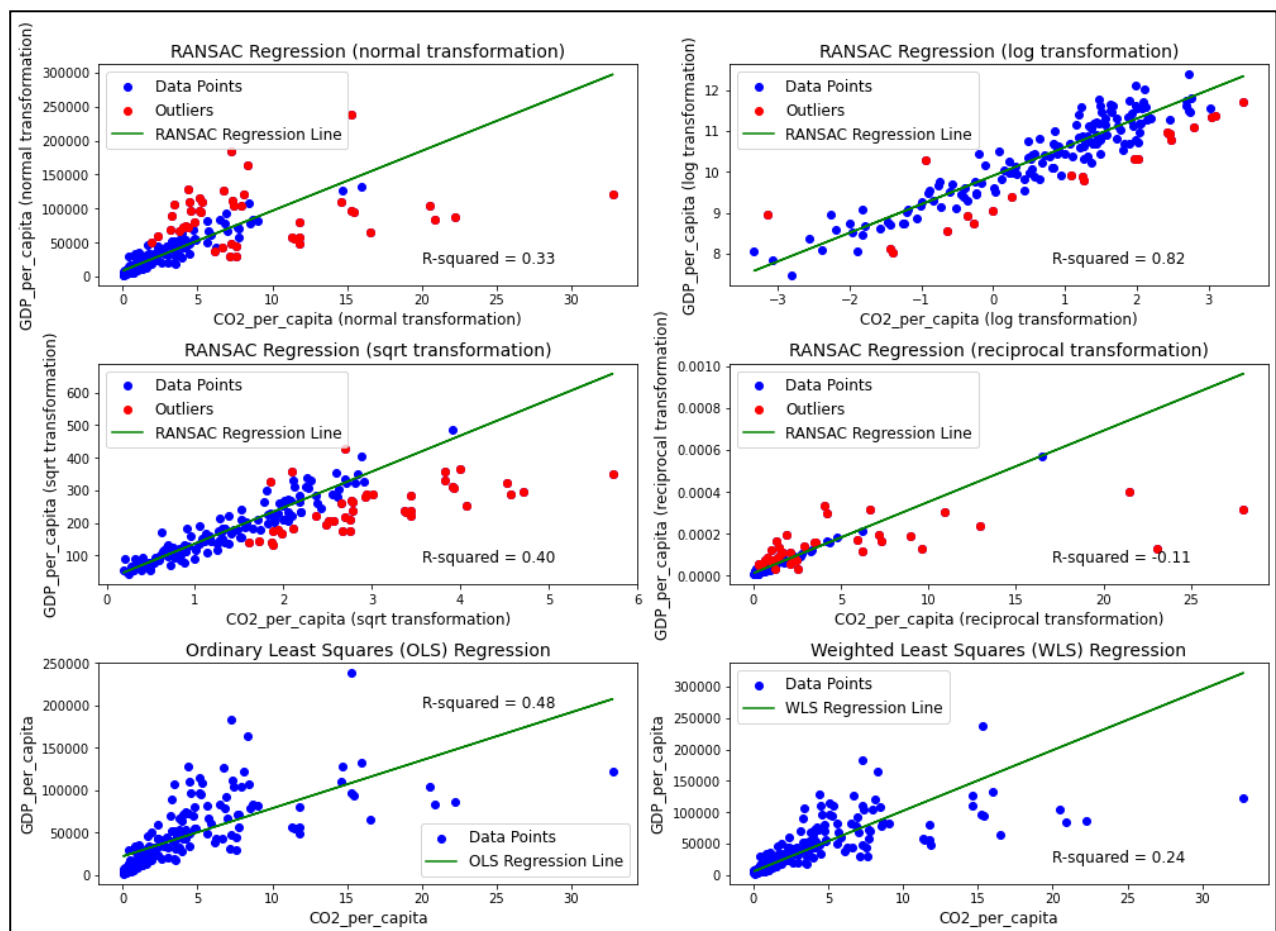 RANSAC Regression (normal transformation)
GDP_per_capita (normal transformation)
300000
250000
200000
150000
100000
50000
0
Data Points
Outliers
RANSAC Regression Line
R-squared = 0.33
0 5 10 15 20 25 30
CO2_per_capita (normal transformation)
RANSAC Regression (log transformation)
GDP_per_capita (log transformation)
12
11
10
9
8
Data Points
Outliers
RANSAC Regression Line
R-squared = 0.82
−3 −2 −1 0 1 2 3
CO2_per_capita (log transformation)
RANSAC Regression (sqrt transformation)
GDP_per_capita (sqrt transformation)
600
500
400
300
200
100
Data Points
Outliers
RANSAC Regression Line
R-squared = 0.40
0 1 2 3 4 5 6
CO2_per_capita (sqrt transformation)
RANSAC Regression (reciprocal transformation)
GDP_per_capita (reciprocal transformation)
0.0010
0.0008
0.0006
0.0004
0.0002
0.0000
Data Points
Outliers
RANSAC Regression Line
R-squared = -0.11
0 5 10 15 20 25
CO2_per_capita (reciprocal transformation)
Ordinary Least Squares (OLS) Regression
GDP_per_capita
250000
200000
150000
100000
50000
0
R-squared = 0.48
Data Points
OLS Regression Line
0 5 10 15 20 25 30
CO2_per_capita
Weighted Least Squares (WLS) Regression
GDP_per_capita
300000
250000
200000
150000
100000
50000
0
Data Points
WLS Regression Line
R-squared = 0.24
0 5 10 15 20 25 30
CO2_per_capita